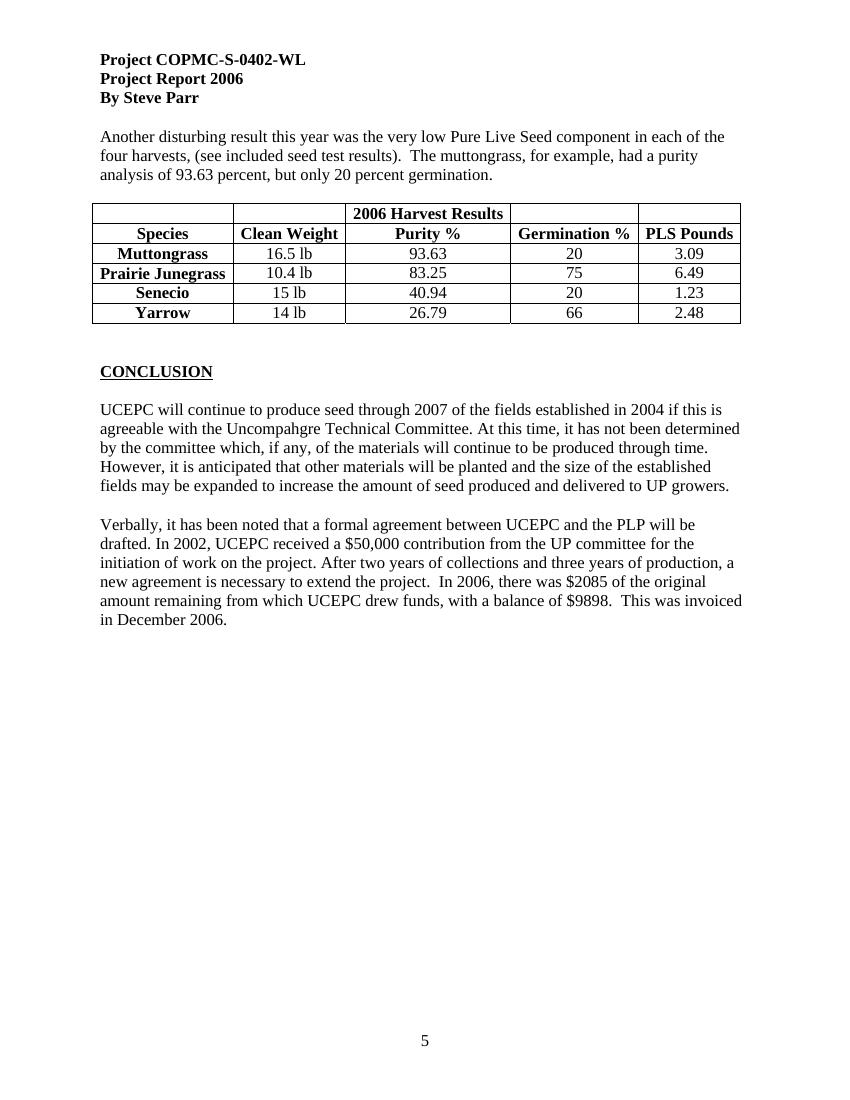 Project COPMC-S-0402-WL
Project Report 2006
By Steve Parr
Another disturbing result this year was the very low Pure Live Seed component in each of the
four harvests, (see included seed test results).  The muttongrass, for example, had a purity
analysis of 93.63 percent, but only 20 percent germination.
2006 Harvest Results
Species Clean Weight Purity % Germination % PLS Pounds
Muttongrass 16.5 lb 93.63 20 3.09
Prairie Junegrass 10.4 lb 83.25 75 6.49
Senecio 15 lb 40.94 20 1.23
Yarrow 14 lb 26.79 66 2.48
CONCLUSION
UCEPC will continue to produce seed through 2007 of the fields established in 2004 if this is
agreeable with the Uncompahgre Technical Committee. At this time, it has not been determined
by the committee which, if any, of the materials will continue to be produced through time.
However, it is anticipated that other materials will be planted and the size of the established
fields may be expanded to increase the amount of seed produced and delivered to UP growers.
Verbally, it has been noted that a formal agreement between UCEPC and the PLP will be
drafted. In 2002, UCEPC received a $50,000 contribution from the UP committee for the
initiation of work on the project. After two years of collections and three years of production, a
new agreement is necessary to extend the project.  In 2006, there was $2085 of the original
amount remaining from which UCEPC drew funds, with a balance of $9898.  This was invoiced
in December 2006.
5